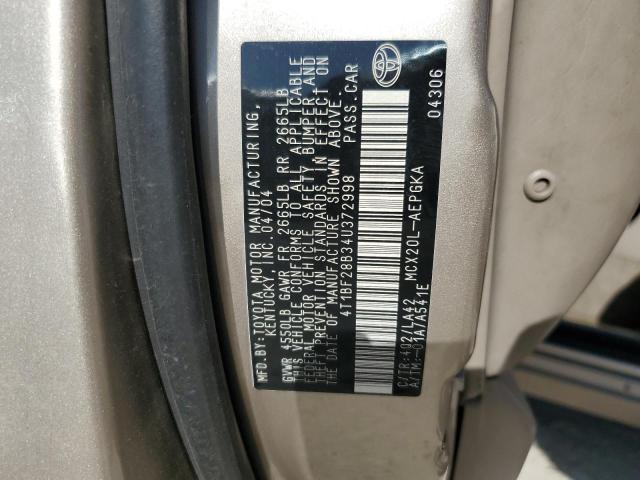 MFD. BY: TOYOTA MOTOR MANUFACTURING,
KENTUCKY, INC. 04/04
GVWR 4550LB GAWR FR 2665LB RR 2665LB
THIS VEHICLE CONFORMS TO ALL APPLICABLE
FEDERAL MOTOR VEHICLE SAFETY, BUMPER, AND
THEFT PREVENTION STANDARDS IN EFFECT ON
THE DATE OF MANUFACTURE SHOWN ABOVE.
4T1BF28B34U372998 PASS.CAR
C/TR:402/LA42 MCX20L-AEPGKA
A/TM:-01A/A541E
04306